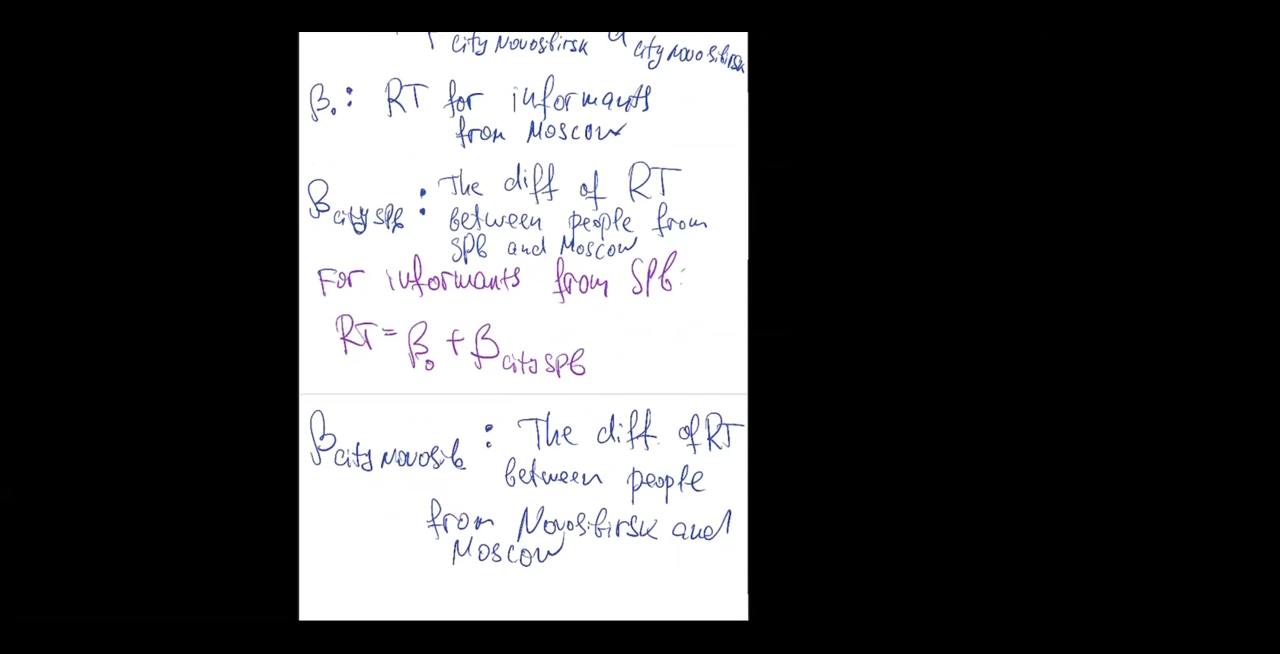 city Novosibirsk d city Novosibirsk
β₀: RT for informants
from Moscow
β city SPb : The diff of RT
between people from
SPb and Moscow
For informants from SPb:
RT = β₀ + β city SPb
β city Novosib : The diff. of RT
between people
from Novosibirsk and
Moscow